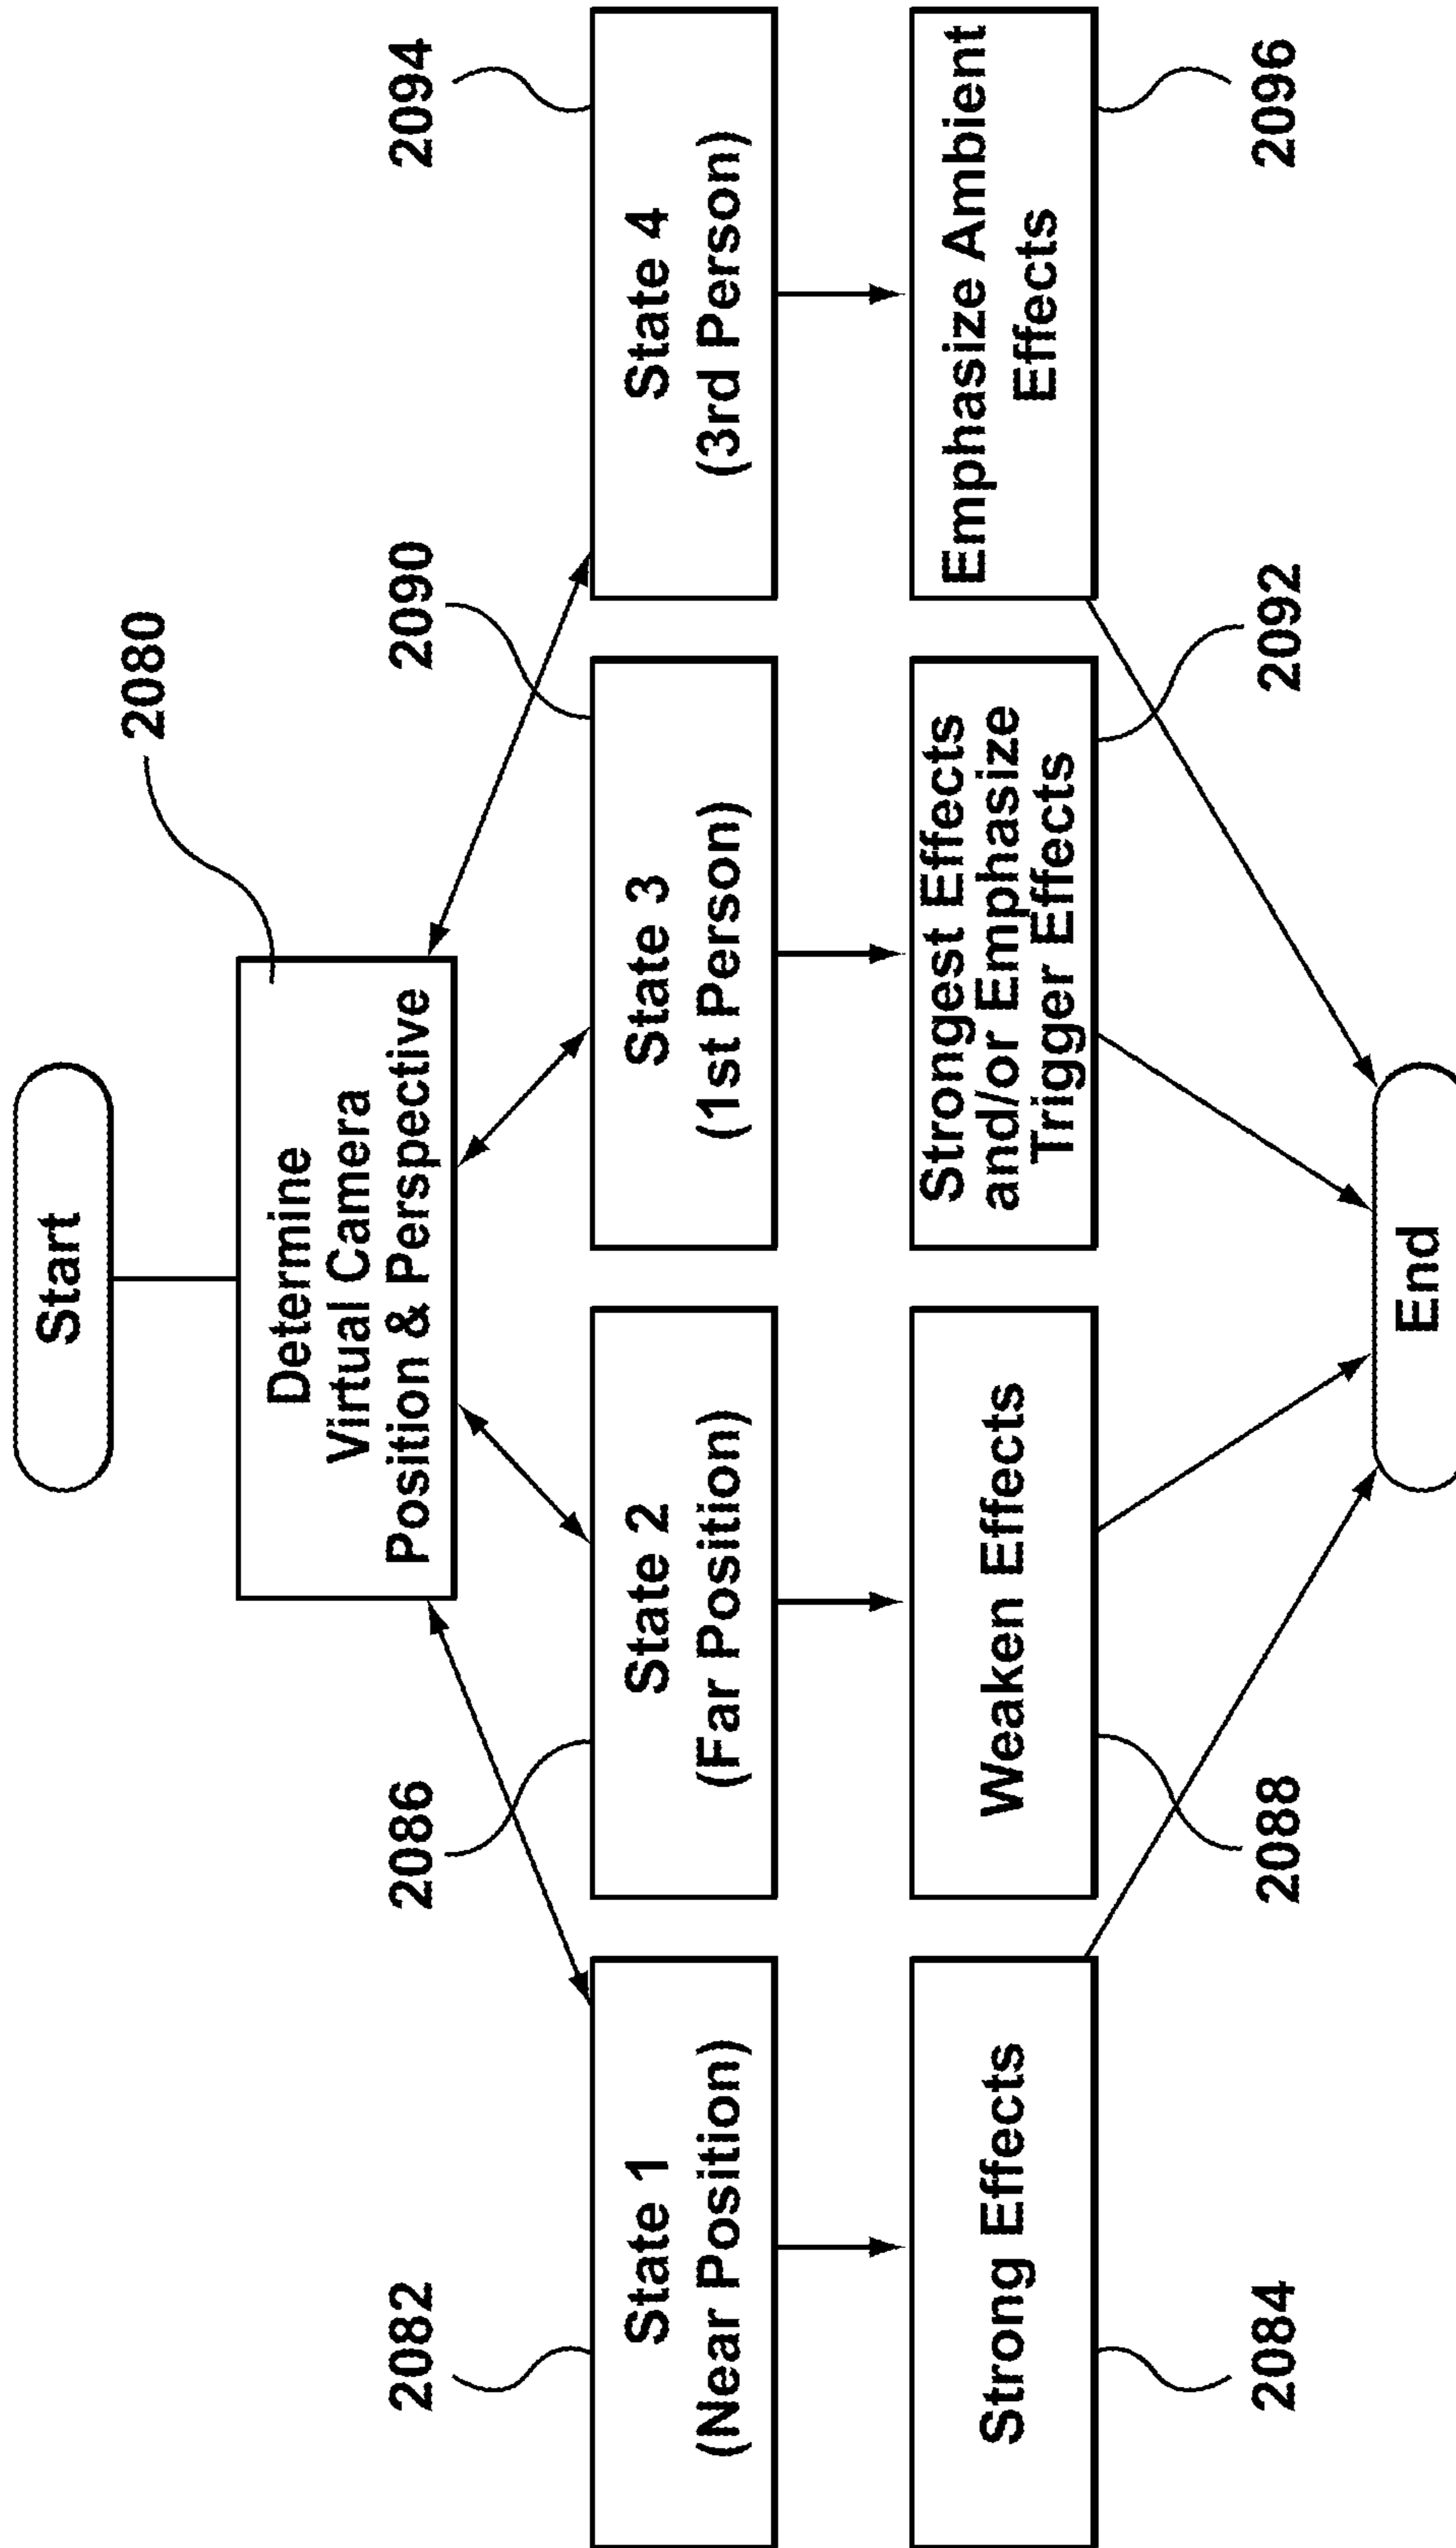 Start
2080
Determine
Virtual Camera
Position & Perspective
2082
2086
2090
2094
State 1
(Near Position)
State 2
(Far Position)
State 3
(1st Person)
State 4
(3rd Person)
Strong Effects
Weaken Effects
Strongest Effects
and/or Emphasize
Trigger Effects
Emphasize Ambient
Effects
2084
2088
2092
2096
End